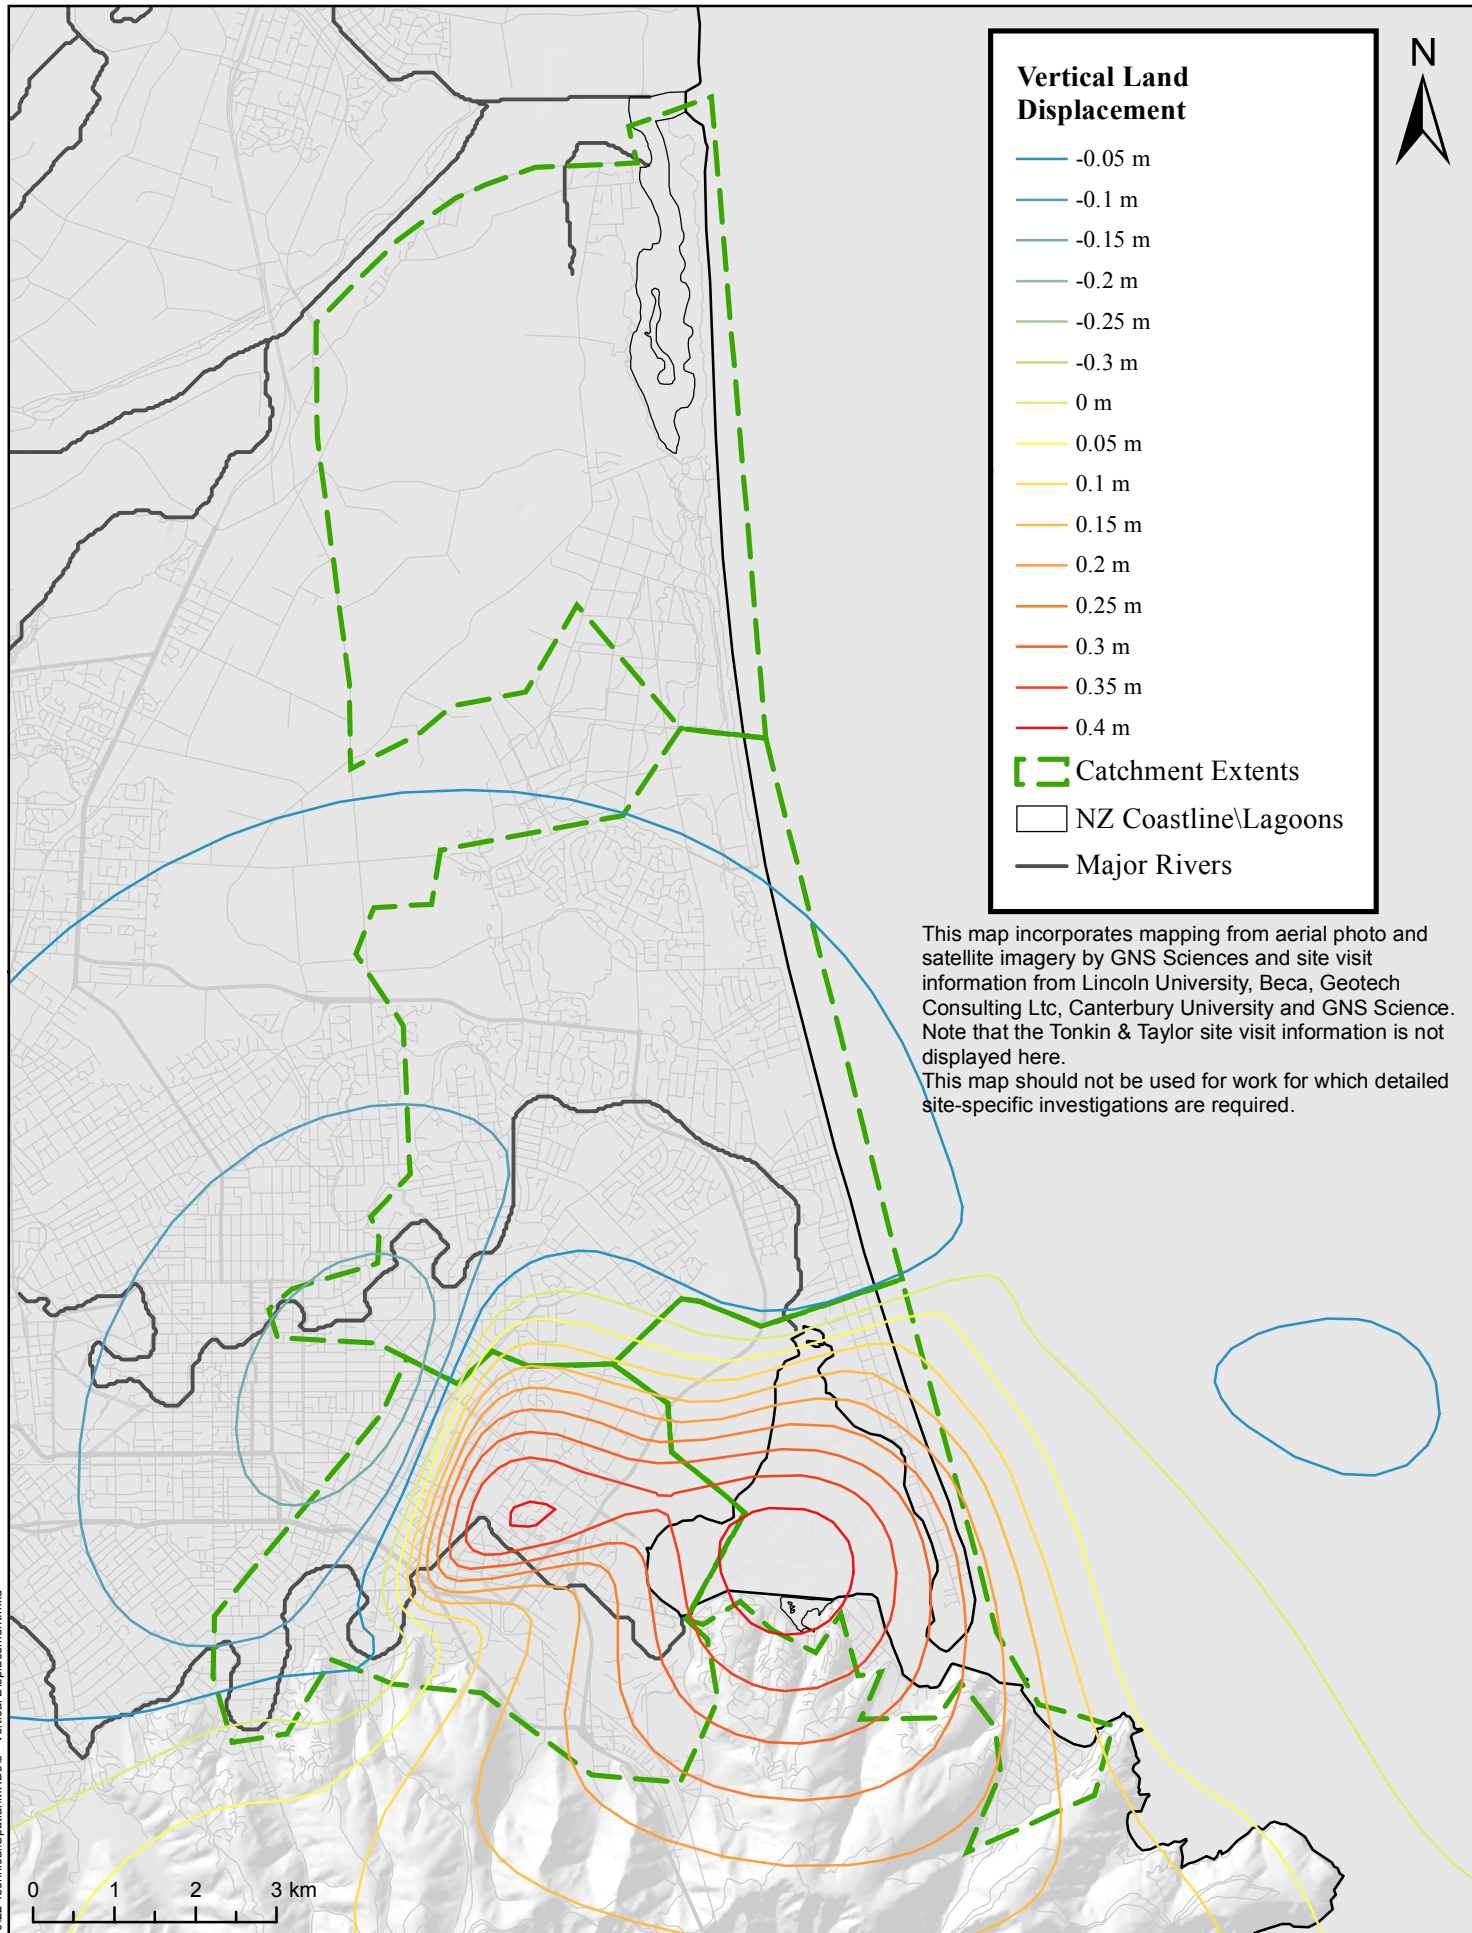 N
Vertical Land
Displacement
-0.05 m
-0.1 m
-0.15 m
-0.2 m
-0.25 m
-0.3 m
0 m
0.05 m
0.1 m
0.15 m
0.2 m
0.25 m
0.3 m
0.35 m
0.4 m
Catchment Extents
NZ Coastline\Lagoons
Major Rivers
This map incorporates mapping from aerial photo and
satellite imagery by GNS Sciences and site visit
information from Lincoln University, Beca, Geotech
Consulting Ltc, Canterbury University and GNS Science.
Note that the Tonkin & Taylor site visit information is not
displayed here.
This map should not be used for work for which detailed
site-specific investigations are required.
0 1 2 3 km